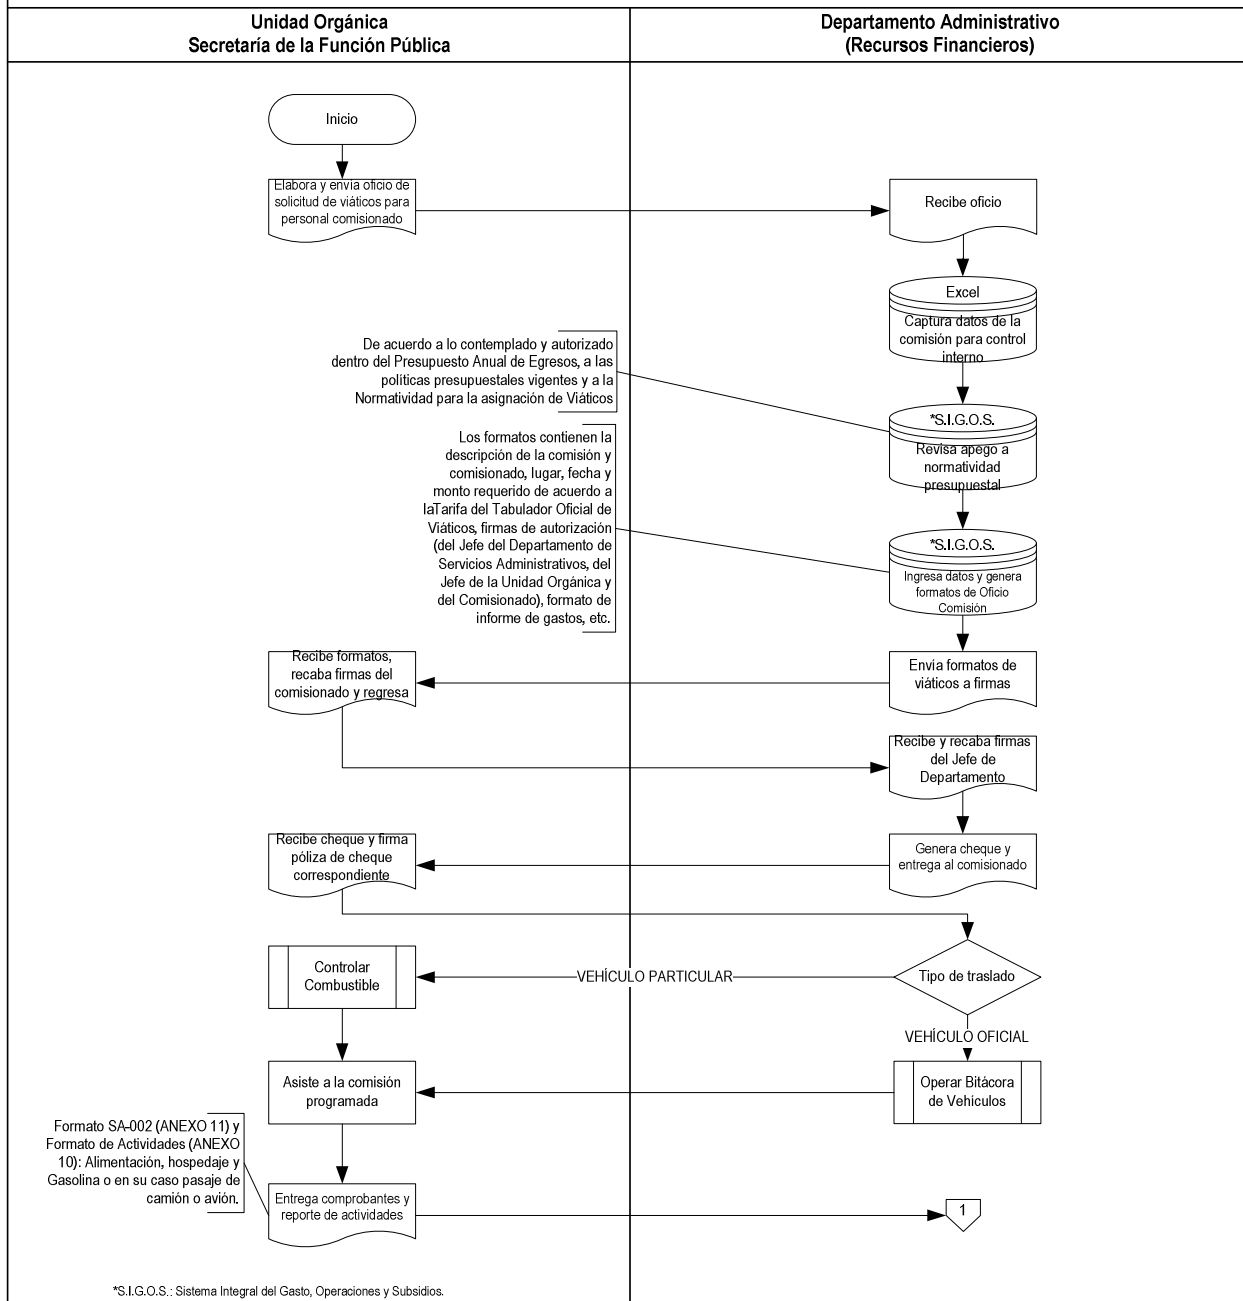 Unidad Orgánica
Secretaría de la Función Pública
Departamento Administrativo
(Recursos Financieros)
Inicio
Elabora y envía oficio de
solicitud de viáticos para
personal comisionado
Recibe oficio
Excel
Captura datos de la
comisión para control
interno
De acuerdo a lo contemplado y autorizado
dentro del Presupuesto Anual de Egresos, a las
políticas presupuestales vigentes y a la
Normatividad para la asignación de Viáticos
*S.I.G.O.S.
Revisa apego a
normatividad
presupuestal
Los formatos contienen la
descripción de la comisión y
comisionado, lugar, fecha y
monto requerido de acuerdo a
laTarifa del Tabulador Oficial de
Viáticos, firmas de autorización
(del Jefe del Departamento de
Servicios Administrativos, del
Jefe de la Unidad Orgánica y
del Comisionado), formato de
informe de gastos, etc.
*S.I.G.O.S.
Ingresa datos y genera
formatos de Oficio
Comisión
Recibe formatos,
recaba firmas del
comisionado y regresa
Envía formatos de
viáticos a firmas
Recibe y recaba firmas
del Jefe de
Departamento
Recibe cheque y firma
póliza de cheque
correspondiente
Genera cheque y
entrega al comisionado
Controlar
Combustible
VEHÍCULO PARTICULAR
Tipo de traslado
VEHÍCULO OFICIAL
Asiste a la comisión
programada
Operar Bitácora
de Vehículos
Formato SA-002 (ANEXO 11) y
Formato de Actividades (ANEXO
10): Alimentación, hospedaje y
Gasolina o en su caso pasaje de
camión o avión.
Entrega comprobantes y
reporte de actividades
1
*S.I.G.O.S.: Sistema Integral del Gasto, Operaciones y Subsidios.